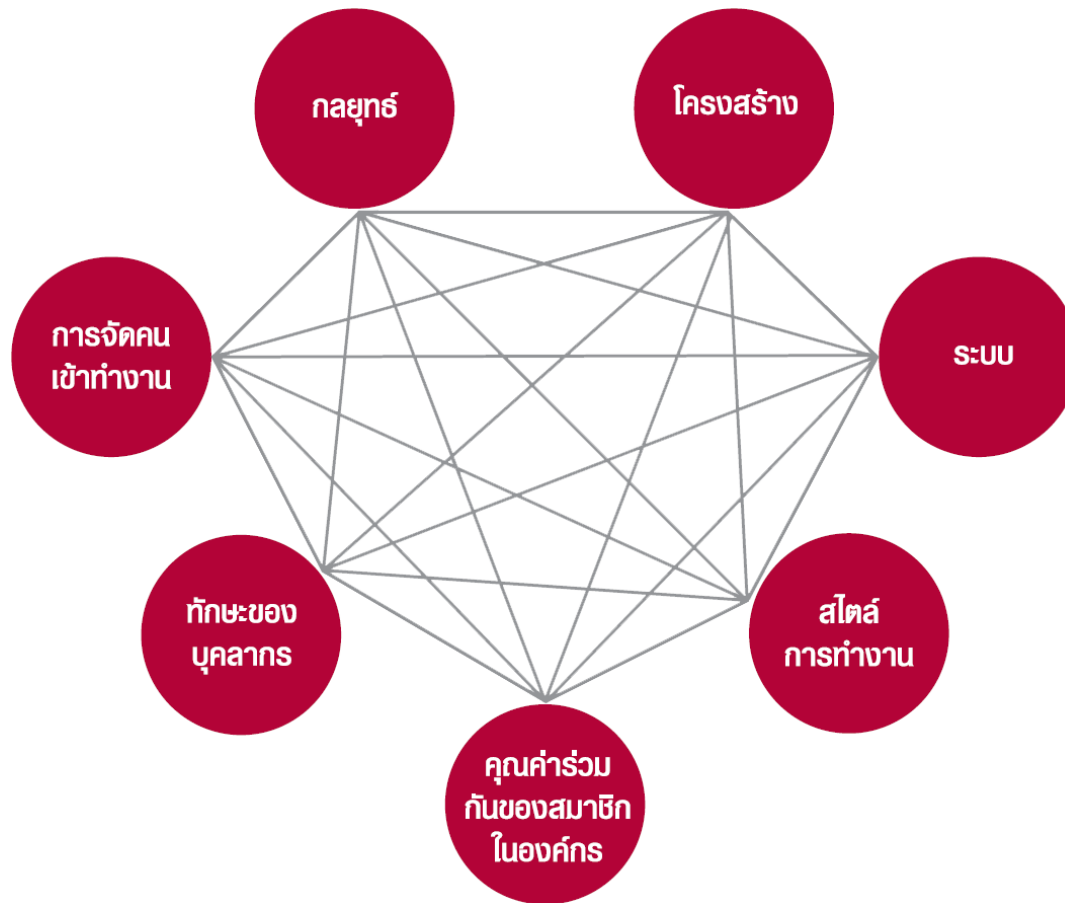 กลยุทธ์
โครงสร้าง
การจัดคน
เข้าทำงาน
ระบบ
ทักษะของ
บุคลากร
สไตล์
การทำงาน
คุณค่าร่วม
กันของสมาชิก
ในองค์กร